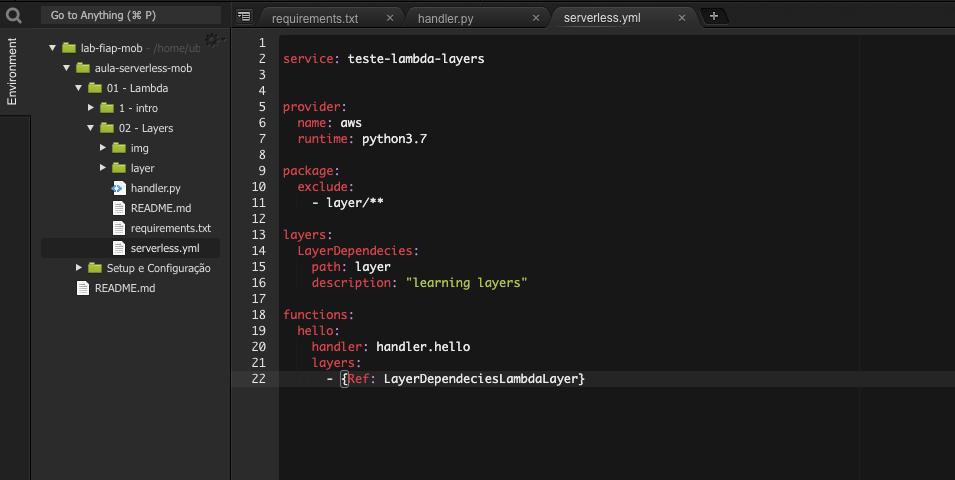 Go to Anything (⌘ P)
Environment
lab-fiap-mob - /home/ub
aula-serverless-mob
01 - Lambda
1 - intro
02 - Layers
img
layer
handler.py
README.md
requirements.txt
serverless.yml
Setup e Configuração
README.md
requirements.txt × handler.py × serverless.yml × +
1
2 service: teste-lambda-layers
3
4
5 provider:
6   name: aws
7   runtime: python3.7
8
9 package:
10   exclude:
11     - layer/**
12
13 layers:
14   LayerDependecies:
15     path: layer
16     description: "learning layers"
17
18 functions:
19   hello:
20     handler: handler.hello
21     layers:
22       - {Ref: LayerDependeciesLambdaLayer}